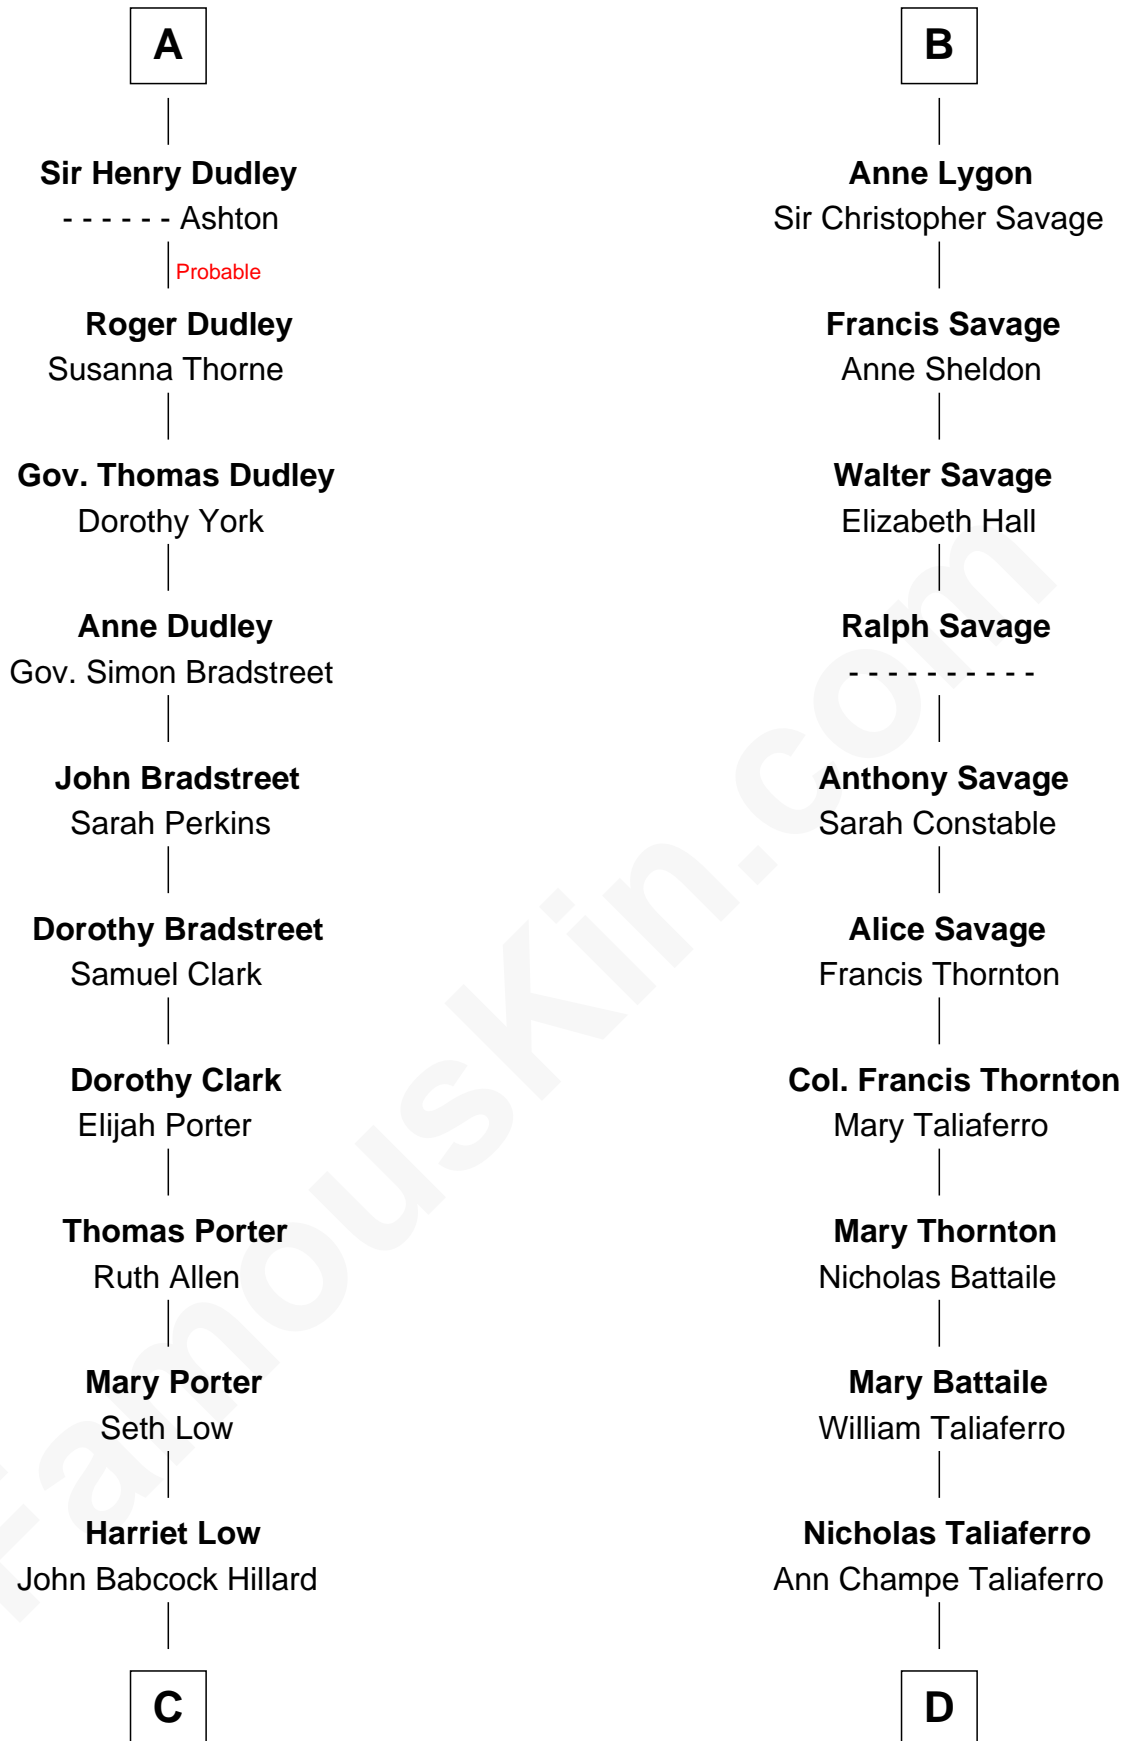 A
Sir Henry Dudley
- - - - - - Ashton
Probable
Roger Dudley
Susanna Thorne
Gov. Thomas Dudley
Dorothy York
Anne Dudley
Gov. Simon Bradstreet
John Bradstreet
Sarah Perkins
Dorothy Bradstreet
Samuel Clark
Dorothy Clark
Elijah Porter
Thomas Porter
Ruth Allen
Mary Porter
Seth Low
Harriet Low
John Babcock Hillard
C
B
Anne Lygon
Sir Christopher Savage
Francis Savage
Anne Sheldon
Walter Savage
Elizabeth Hall
Ralph Savage
- - - - - - - - - -
Anthony Savage
Sarah Constable
Alice Savage
Francis Thornton
Col. Francis Thornton
Mary Taliaferro
Mary Thornton
Nicholas Battaile
Mary Battaile
William Taliaferro
Nicholas Taliaferro
Ann Champe Taliaferro
D
FamousKin.com